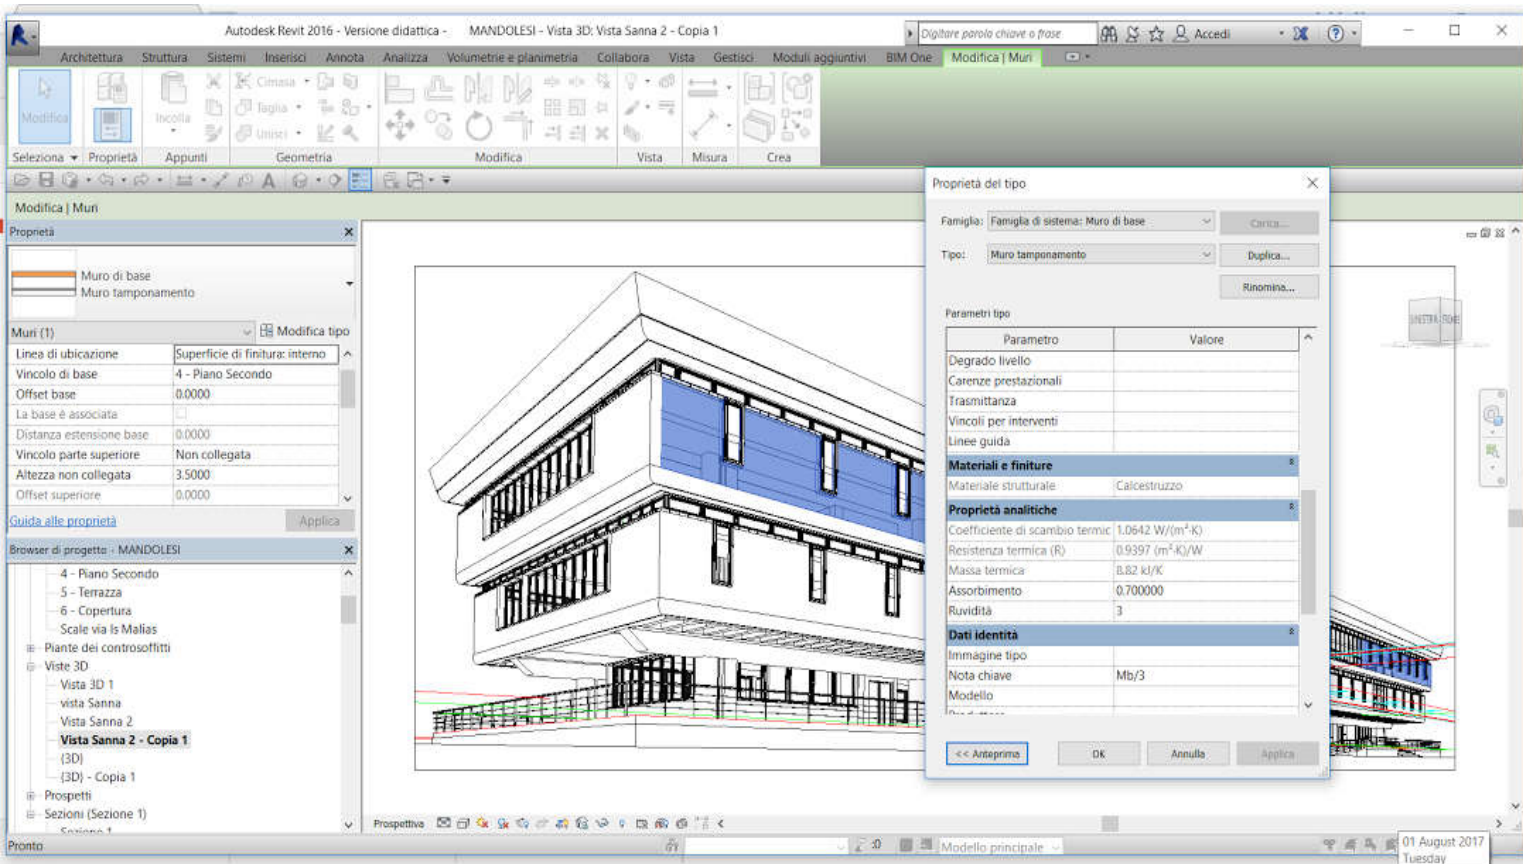 Autodesk Revit 2016 - Versione didattica - MANDOLESI - Vista 3D: Vista Sanna 2 - Copia 1
Digitare parola chiave o frase
Accedi
Architettura Struttura Sistemi Inserisci Annota Analizza Volumetrie e planimetria Collabora Vista Gestisci Moduli aggiuntivi BIM One Modifica | Muri
Cimasa
Modifica
Incolla
Taglia
Unisci
Seleziona Proprietà Appunti Geometria Modifica Vista Misura Crea
Modifica | Muri
Proprietà
Muro di base
Muro tamponamento
Muri (1) Modifica tipo
Linea di ubicazione Superficie di finitura: interno
Vincolo di base 4 - Piano Secondo
Offset base 0.0000
La base è associata
Distanza estensione base 0.0000
Vincolo parte superiore Non collegata
Altezza non collegata 3.5000
Offset superiore 0.0000
Guida alle proprietà Applica
Browser di progetto - MANDOLESI
4 - Piano Secondo
5 - Terrazza
6 - Copertura
Scale via Is Malias
Piante dei controsoffitti
Viste 3D
Vista 3D 1
vista Sanna
Vista Sanna 2
Vista Sanna 2 - Copia 1
{3D}
{3D} - Copia 1
Prospetti
Sezioni (Sezione 1)
Sezione 1
Proprietà del tipo
Famiglia: Famiglia di sistema: Muro di base Carica...
Tipo: Muro tamponamento Duplica...
Rinomina...
Parametri tipo
Parametro Valore
Degrado livello
Carenze prestazionali
Trasmittanza
Vincoli per interventi
Linee guida
Materiali e finiture
Materiale strutturale Calcestruzzo
Proprietà analitiche
Coefficiente di scambio termic 1.0642 W/(m²·K)
Resistenza termica (R) 0.9397 (m²·K)/W
Massa termica 8.82 kJ/K
Assorbimento 0.700000
Ruvidità 3
Dati identità
Immagine tipo
Nota chiave Mb/3
Modello
<< Anteprima OK Annulla Applica
Prospettiva
Pronto
:0
Modello principale
01 August 2017
Tuesday